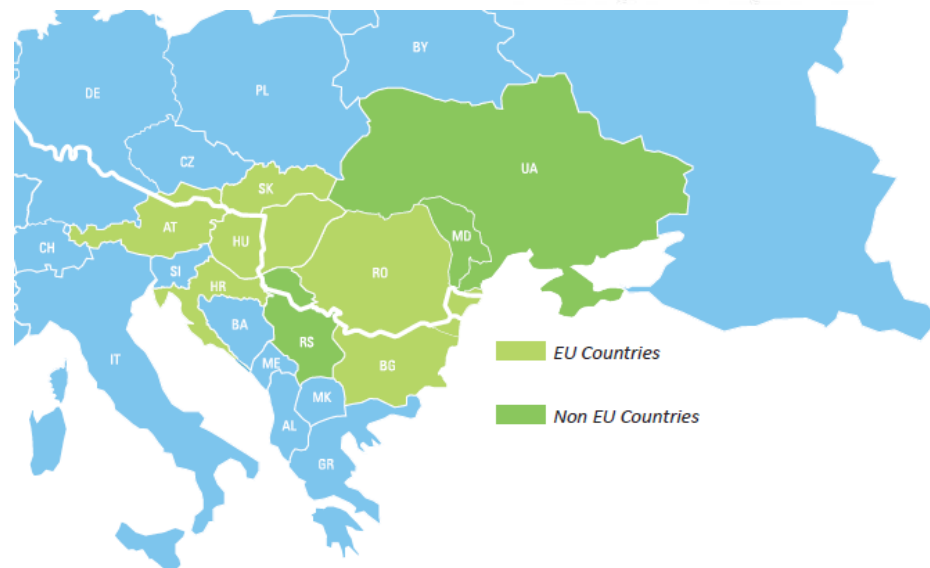 BY
DE
PL
CZ
UA
SK
AT
HU
MD
CH
SI
RO
HR
BA
RS
IT
ME
BG
MK
AL
GR
EU Countries
Non EU Countries